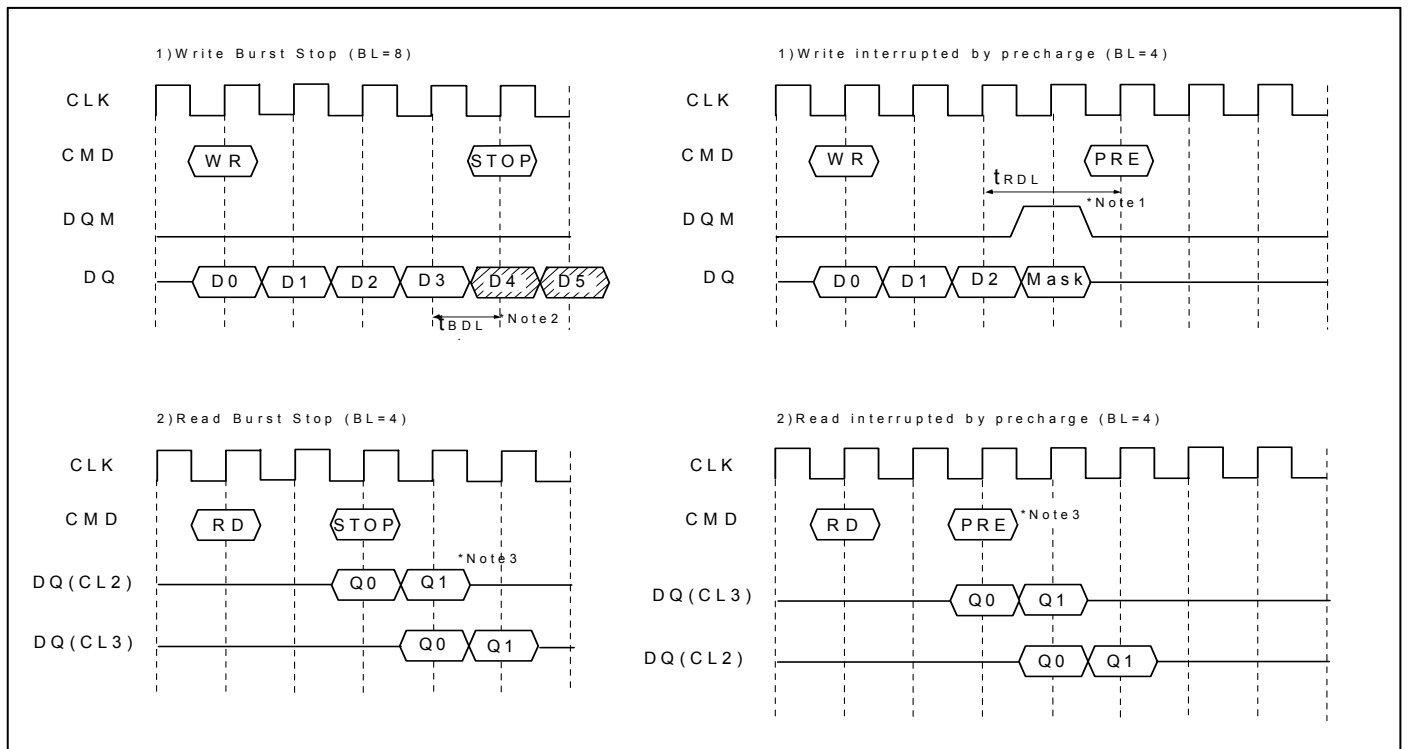 1)Write Burst Stop (BL=8)
CLK
CMD WR STOP
DQM
DQ D0 D1 D2 D3 D4 D5
tBDL *Note2
1)Write interrupted by precharge (BL=4)
CLK
CMD WR PRE
tRDL
*Note1
DQM
DQ D0 D1 D2 Mask
2)Read Burst Stop (BL=4)
CLK
CMD RD STOP
*Note3
DQ(CL2) Q0 Q1
DQ(CL3) Q0 Q1
2)Read interrupted by precharge (BL=4)
CLK
CMD RD PRE *Note3
DQ(CL3) Q0 Q1
DQ(CL2) Q0 Q1